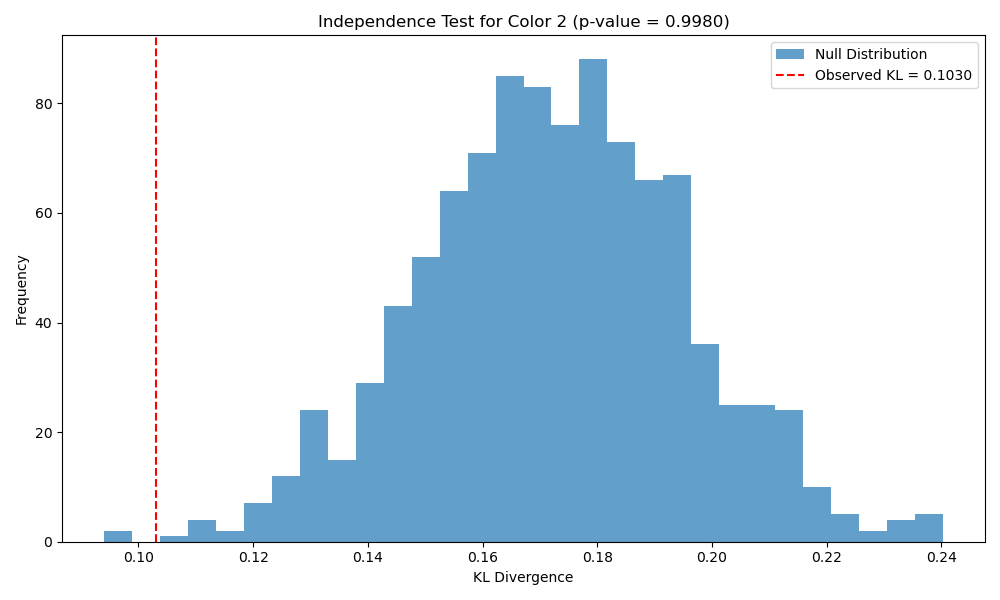 Independence Test for Color 2 (p-value = 0.9980)
Null Distribution
Observed KL = 0.1030
Frequency
80
60
40
20
0
0.10 0.12 0.14 0.16 0.18 0.20 0.22 0.24
KL Divergence